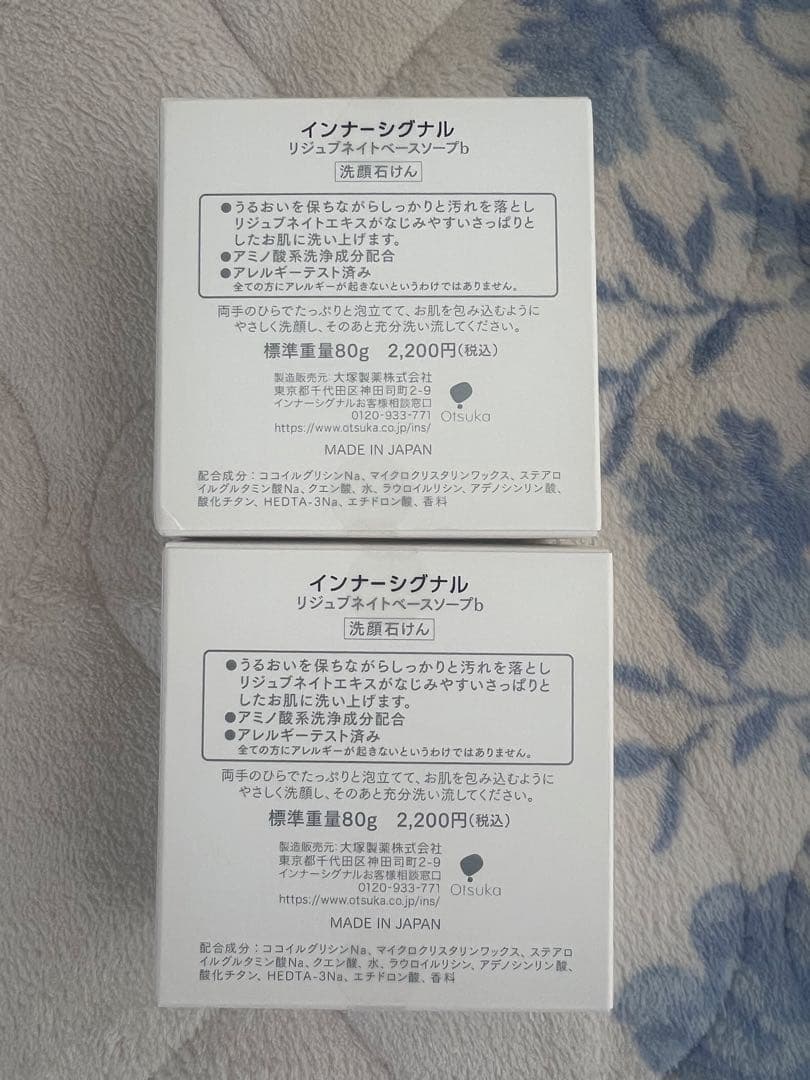 インナーシグナル
リジュブネイトベースソープb
洗顔石けん
●うるおいを保ちながらしっかりと汚れを落とし
リジュブネイトエキスがなじみやすいさっぱりと
したお肌に洗い上げます。
●アミノ酸系洗浄成分配合
●アレルギーテスト済み
全ての方にアレルギーが起きないというわけではありません。
両手のひらでたっぷりと泡立てて、お肌を包み込むように
やさしく洗顔し、そのあと充分洗い流してください。
標準重量80g 2,200円(税込)
製造販売元:大塚製薬株式会社
東京都千代田区神田司町2-9
インナーシグナルお客様相談窓口
0120-933-771
https://www.otsuka.co.jp/ins/
Otsuka
MADE IN JAPAN
配合成分:ココイルグリシンNa、マイクロクリスタリンワックス、ステアロ
イルグルタミン酸Na、クエン酸、水、ラウロイルリシン、アデノシンリン酸、
酸化チタン、HEDTA-3Na、エチドロン酸、香料
インナーシグナル
リジュブネイトベースソープb
洗顔石けん
●うるおいを保ちながらしっかりと汚れを落とし
リジュブネイトエキスがなじみやすいさっぱりと
したお肌に洗い上げます。
●アミノ酸系洗浄成分配合
●アレルギーテスト済み
全ての方にアレルギーが起きないというわけではありません。
両手のひらでたっぷりと泡立てて、お肌を包み込むように
やさしく洗顔し、そのあと充分洗い流してください。
標準重量80g 2,200円(税込)
製造販売元:大塚製薬株式会社
東京都千代田区神田司町2-9
インナーシグナルお客様相談窓口
0120-933-771
https://www.otsuka.co.jp/ins/
Otsuka
MADE IN JAPAN
配合成分:ココイルグリシンNa、マイクロクリスタリンワックス、ステアロ
イルグルタミン酸Na、クエン酸、水、ラウロイルリシン、アデノシンリン酸、
酸化チタン、HEDTA-3Na、エチドロン酸、香料